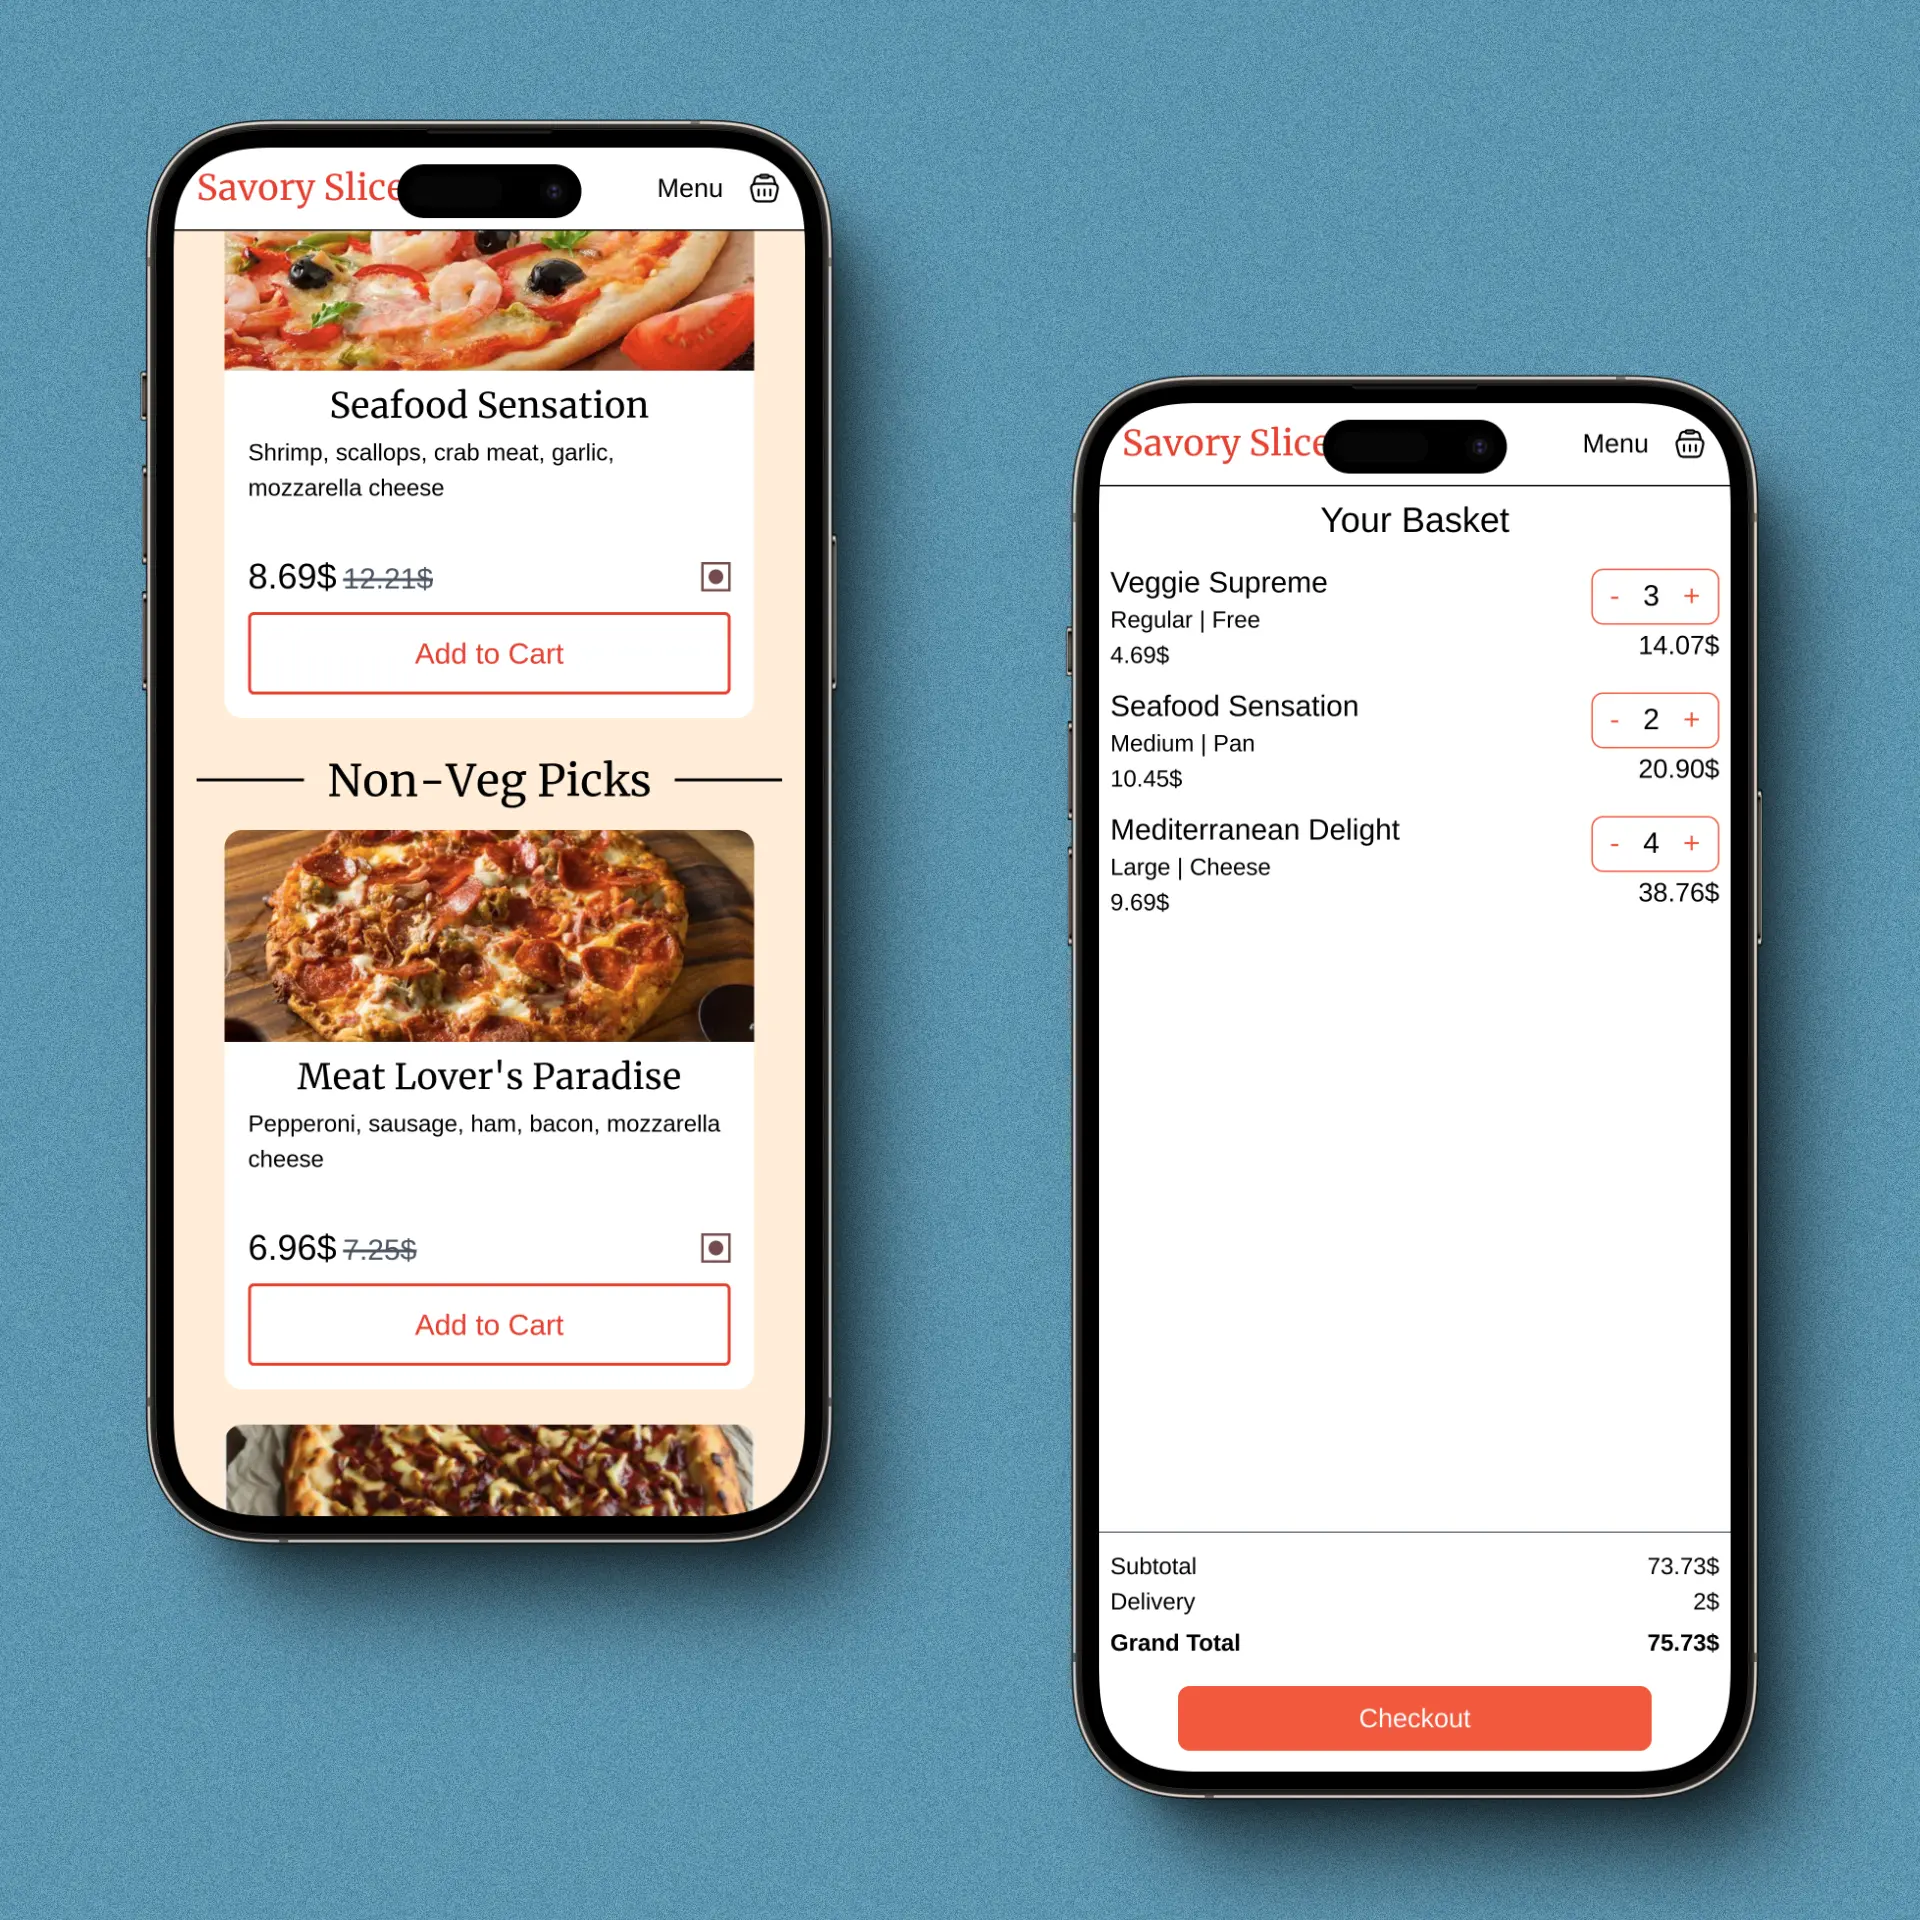 Savory Slice
Menu
Seafood Sensation
Shrimp, scallops, crab meat, garlic,
mozzarella cheese
8.69$ 12.21$
Add to Cart
Non-Veg Picks
Meat Lover's Paradise
Pepperoni, sausage, ham, bacon, mozzarella
cheese
6.96$ 7.25$
Add to Cart
Savory Slice
Menu
Your Basket
Veggie Supreme
- 3 +
Regular | Free
4.69$
14.07$
Seafood Sensation
- 2 +
Medium | Pan
10.45$
20.90$
Mediterranean Delight
- 4 +
Large | Cheese
9.69$
38.76$
Subtotal 73.73$
Delivery 2$
Grand Total 75.73$
Checkout